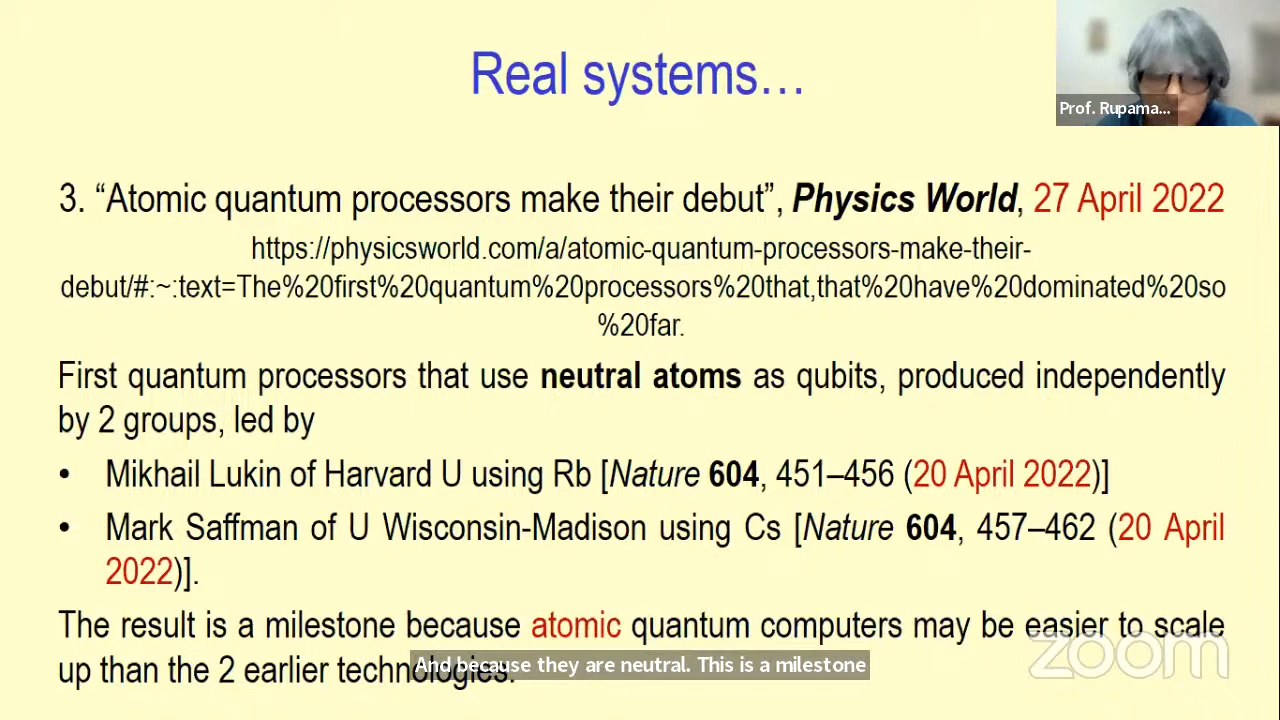 Real systems…
Prof. Rupama...
3. “Atomic quantum processors make their debut”, Physics World, 27 April 2022
https://physicsworld.com/a/atomic-quantum-processors-make-their-
debut/#:~:text=The%20first%20quantum%20processors%20that,that%20have%20dominated%20so
%20far.
First quantum processors that use neutral atoms as qubits, produced independently
by 2 groups, led by
• Mikhail Lukin of Harvard U using Rb [Nature 604, 451–456 (20 April 2022)]
• Mark Saffman of U Wisconsin-Madison using Cs [Nature 604, 457–462 (20 April
2022)].
The result is a milestone because atomic quantum computers may be easier to scale
up than the 2 earlier technologies.
And because they are neutral. This is a milestone
zoom